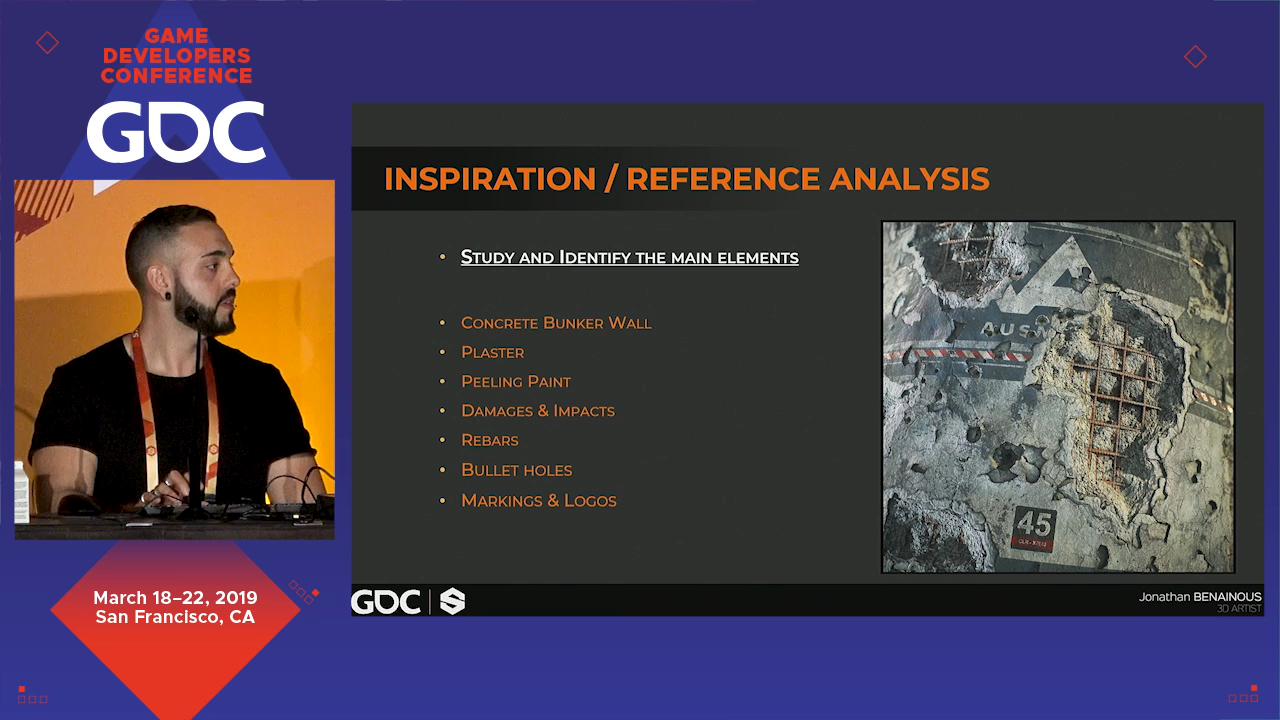 GAME
DEVELOPERS
CONFERENCE
GDC
INSPIRATION / REFERENCE ANALYSIS
• STUDY AND IDENTIFY THE MAIN ELEMENTS
• CONCRETE BUNKER WALL
• PLASTER
• PEELING PAINT
• DAMAGES & IMPACTS
• REBARS
• BULLET HOLES
• MARKINGS & LOGOS
45
March 18–22, 2019
San Francisco, CA
GDC
Jonathan BENAINOUS
3D ARTIST